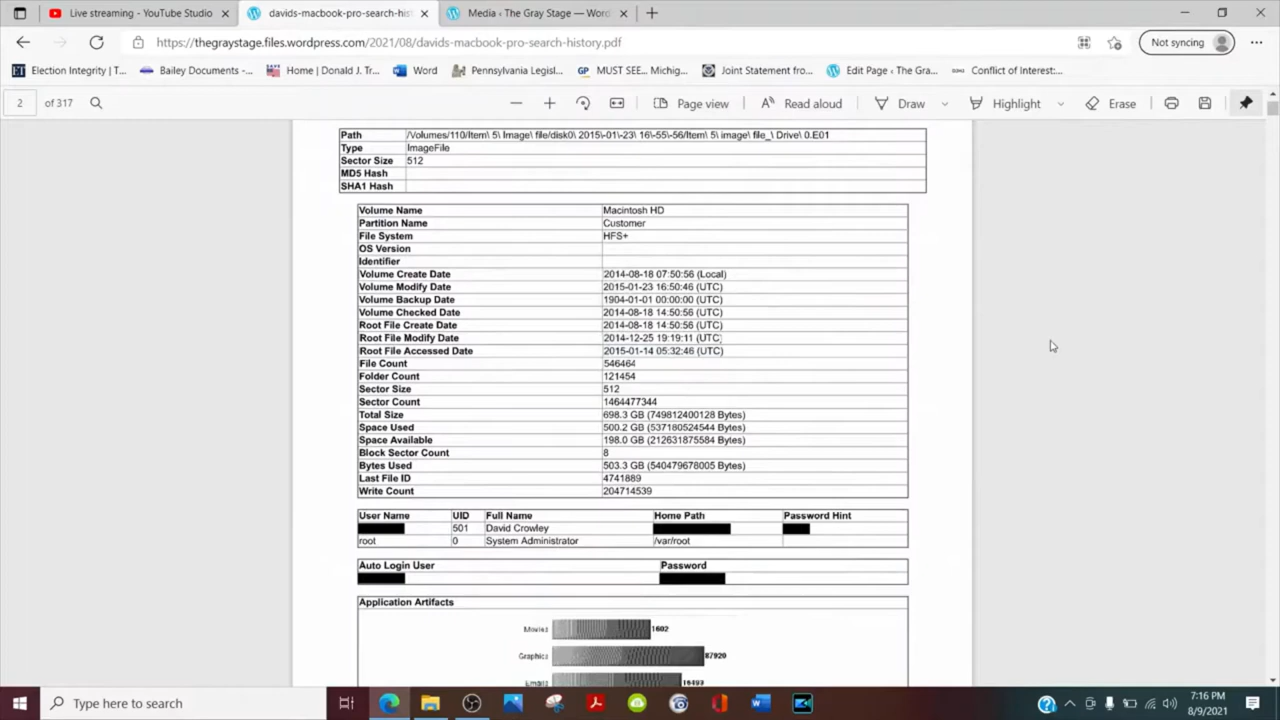 Live streaming - YouTube Studio
davids-macbook-pro-search-hist
Media ‹ The Gray Stage — Word
https://thegraystage.files.wordpress.com/2021/08/davids-macbook-pro-search-history.pdf
Not syncing
Election Integrity | T...
Bailey Documents -...
Home | Donald J. Tr...
Word
Pennsylvania Legisl...
MUST SEE... Michig...
Joint Statement fro...
Edit Page ‹ The Gra...
Conflict of Interest:...
2 of 317
Page view
Read aloud
Draw
Highlight
Erase
Path /Volumes/110/Item\ 5\ Image\ file/disk0\ 2015\-01\-23\ 16\-55\-56/Item\ 5\ image\ file_\ Drive\ 0.E01
Type ImageFile
Sector Size 512
MD5 Hash
SHA1 Hash
Volume Name Macintosh HD
Partition Name Customer
File System HFS+
OS Version
Identifier
Volume Create Date 2014-08-18 07:50:56 (Local)
Volume Modify Date 2015-01-23 16:50:46 (UTC)
Volume Backup Date 1904-01-01 00:00:00 (UTC)
Volume Checked Date 2014-08-18 14:50:56 (UTC)
Root File Create Date 2014-08-18 14:50:56 (UTC)
Root File Modify Date 2014-12-25 19:19:11 (UTC)
Root File Accessed Date 2015-01-14 05:32:46 (UTC)
File Count 546464
Folder Count 121454
Sector Size 512
Sector Count 1464477344
Total Size 698.3 GB (749812400128 Bytes)
Space Used 500.2 GB (537180524544 Bytes)
Space Available 198.0 GB (212631875584 Bytes)
Block Sector Count 8
Bytes Used 503.3 GB (540479678005 Bytes)
Last File ID 4741889
Write Count 204714539
User Name UID Full Name Home Path Password Hint
501 David Crowley
root 0 System Administrator /var/root
Auto Login User Password
Application Artifacts
Movies 1602
Graphics 87920
Emails 16493
Type here to search
7:16 PM
8/9/2021